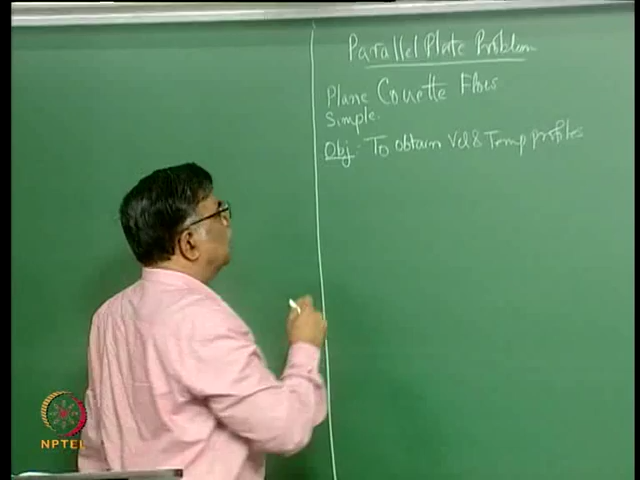 Parallel Plate Problem
Plane Couette Flow
Simple.
Obj: To obtain Vel & Temp profiles
NPTEL